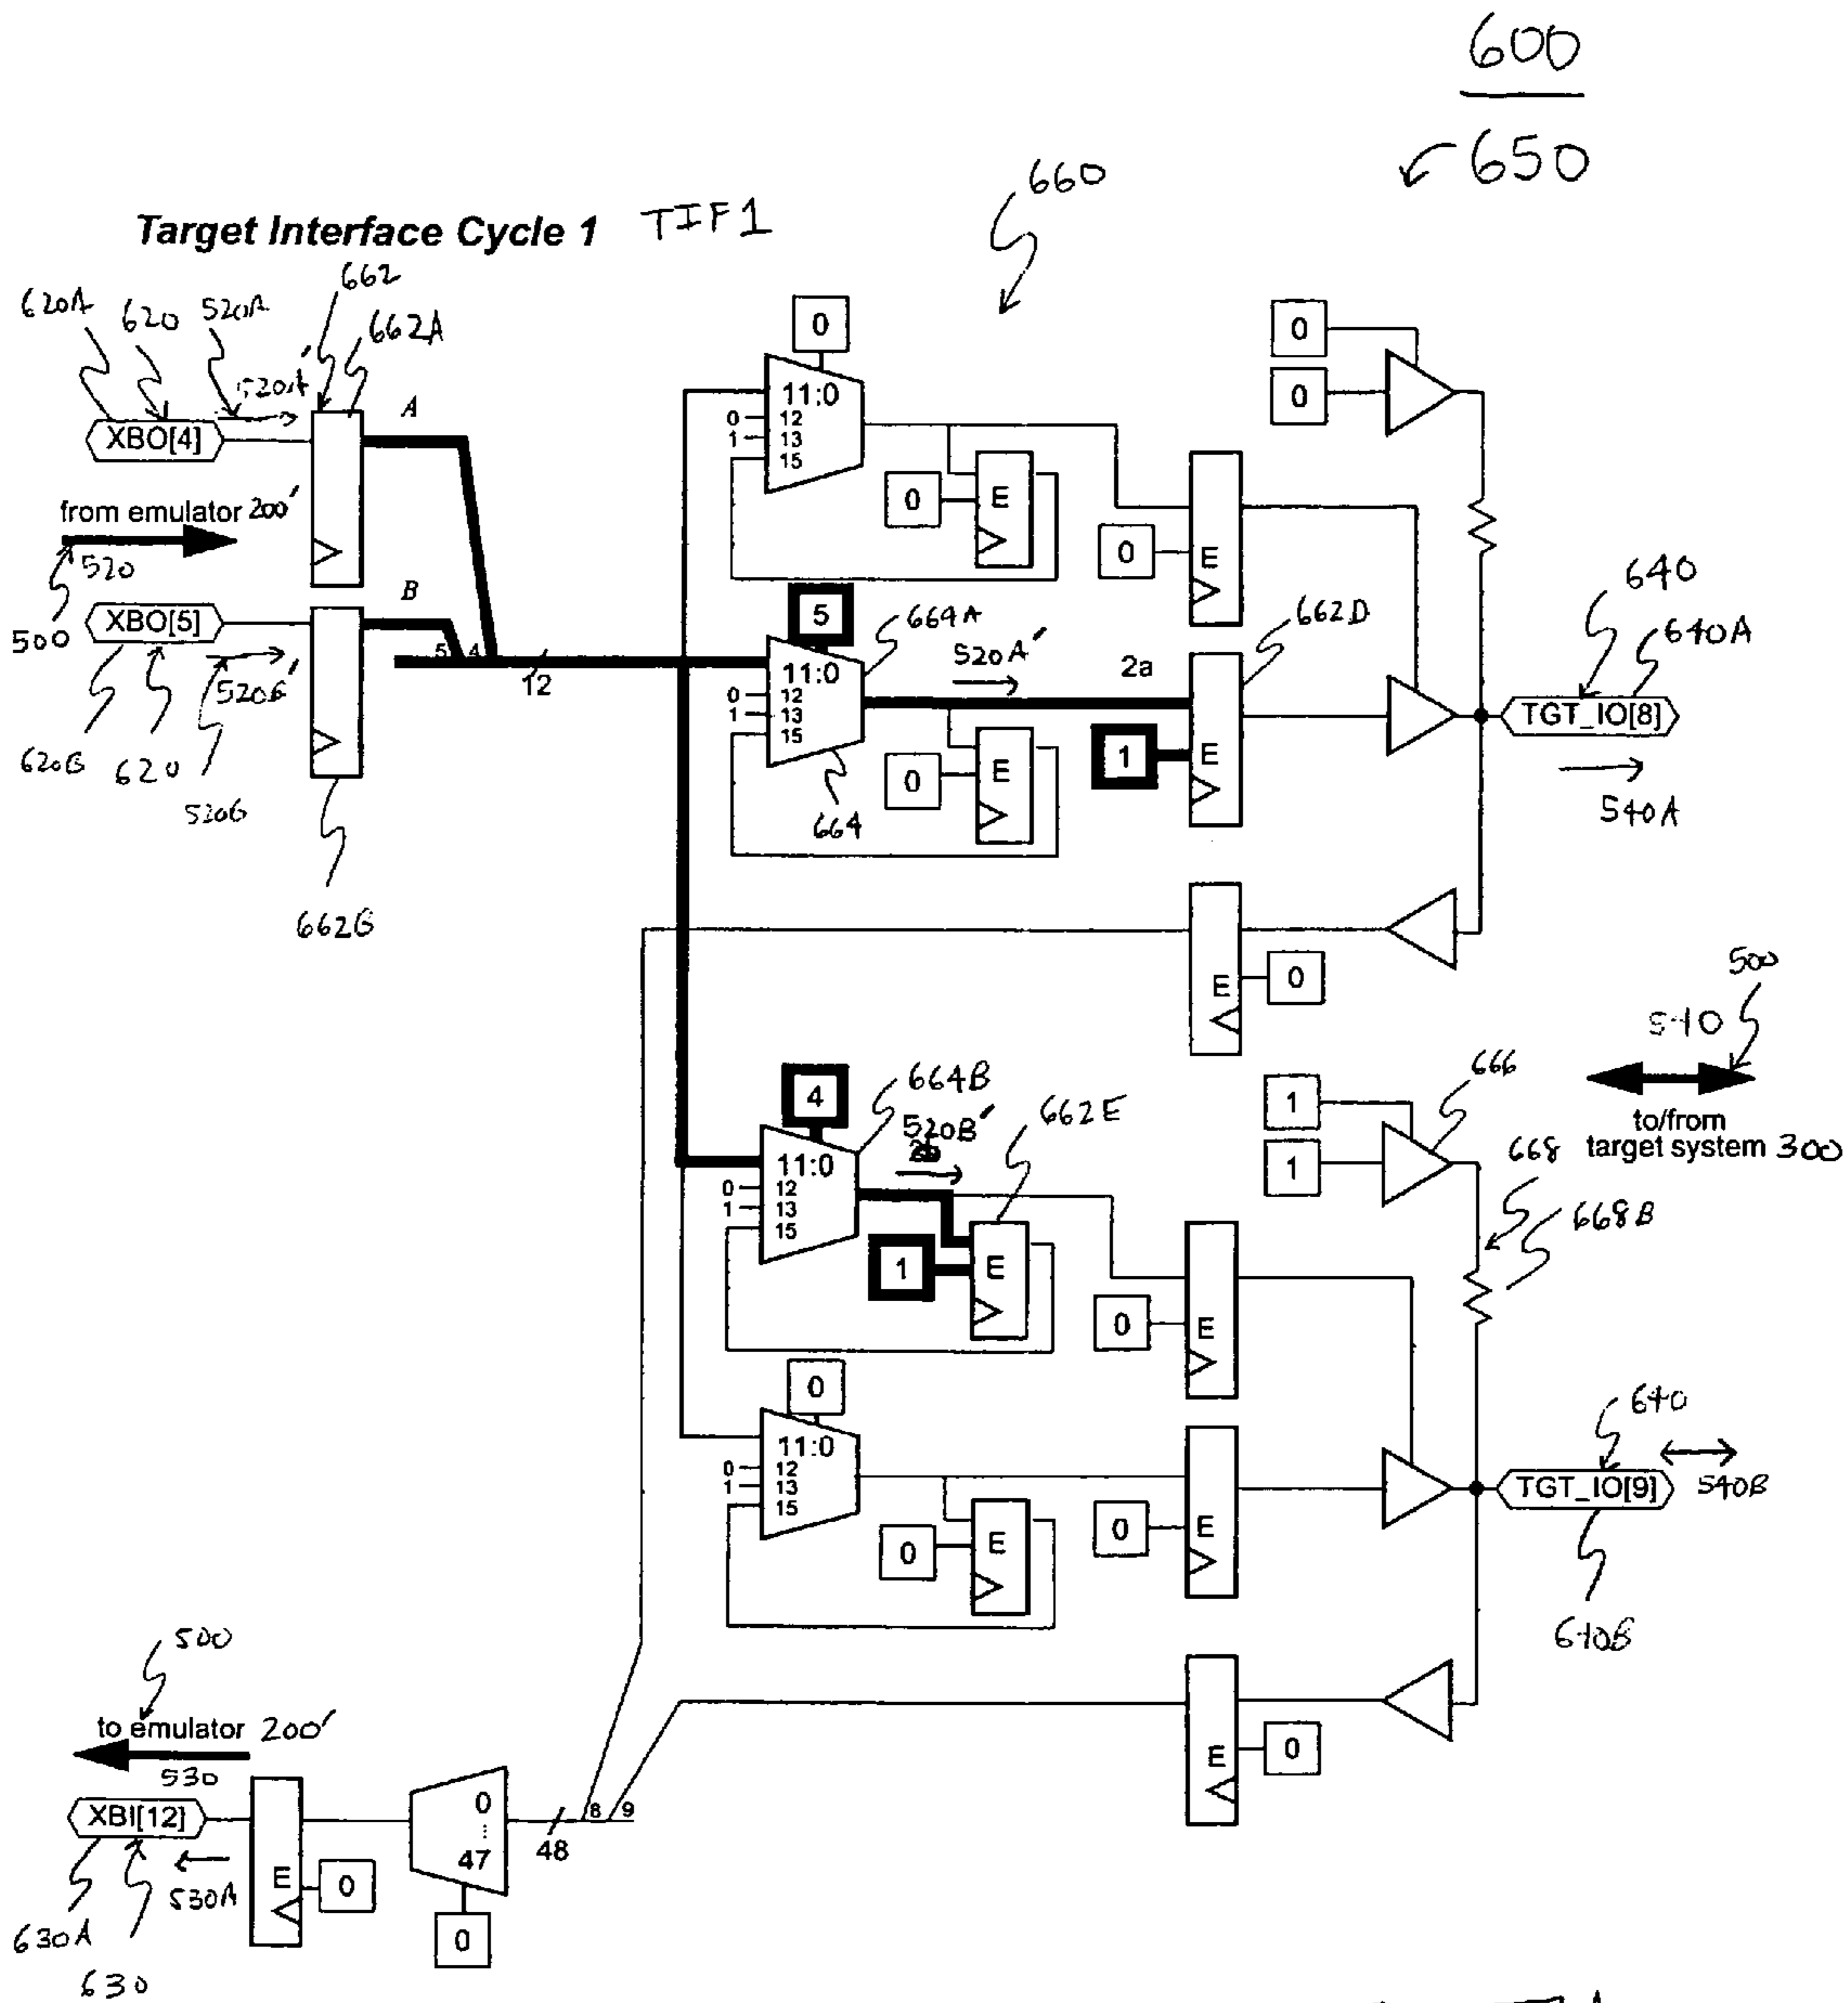 600
650
660
Target Interface Cycle 1 TIF1
662
620A 620 520A
662A
520A'
A
XBO[4]
from emulator 200'
520
B
500
XBO[5]
520B'
620B 620
520B
662B
5 4
12
0
11:0
0 12
1 13
15
0
E
0
E
0
0
5
664A
11:0
0 12
1 13
15
520A'
2a
662D
0
E
1
E
664
640
640A
TGT_IO[8]
540A
E
0
500
540
to/from
target system 300
4
664B
520B'
662E
11:0
0 12
1 13
15
1
E
0
E
1
1
666
668
668B
0
11:0
0 12
1 13
15
0
E
0
E
640
TGT_IO[9]
540B
640B
E
0
500
to emulator 200'
530
XBI[12]
530A
630A
630
E
0
0
⋮
47
0
48
8 9